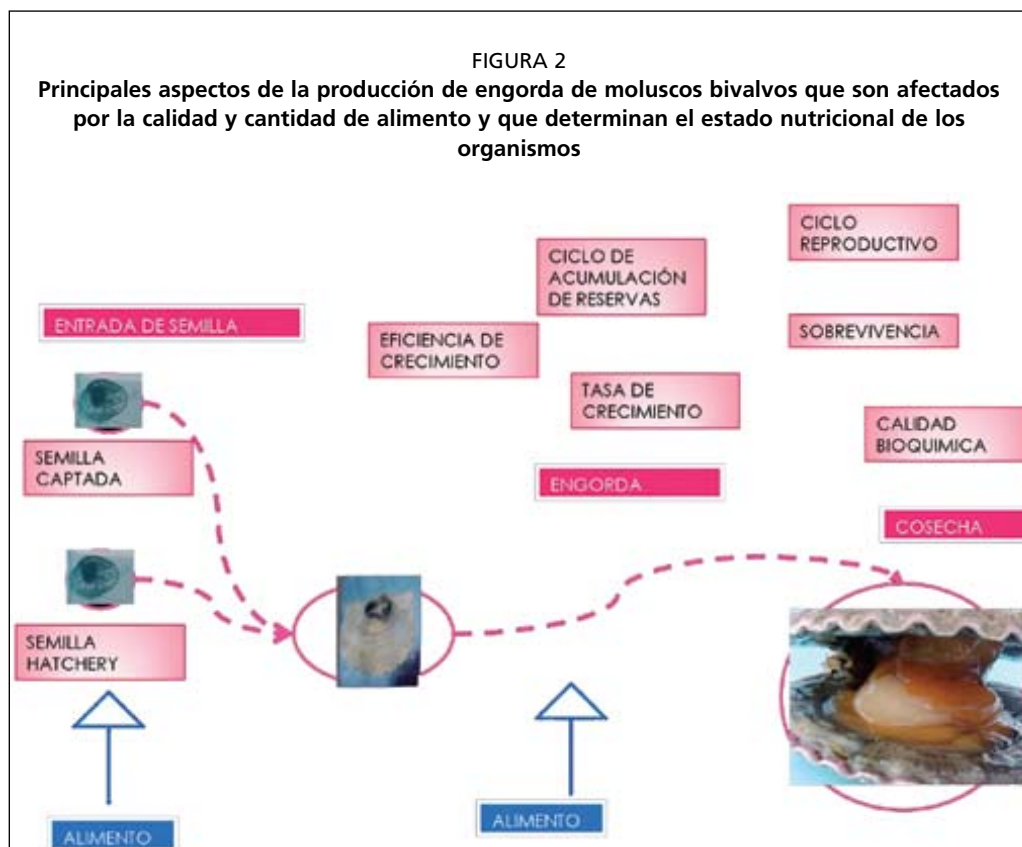 FIGURA 2
Principales aspectos de la producción de engorda de moluscos bivalvos que son afectados
por la calidad y cantidad de alimento y que determinan el estado nutricional de los
organismos
CICLO
REPRODUCTIVO
CICLO DE
ACUMULACIÓN
DE RESERVAS
ENTRADA DE SEMILLA
EFICIENCIA DE
CRECIMIENTO
SOBREVIVENCIA
TASA DE
CRECIMIENTO
CALIDAD
BIOQUIMICA
SEMILLA
CAPTADA
ENGORDA
COSECHA
SEMILLA
HATCHERY
ALIMENTO
ALIMENTO